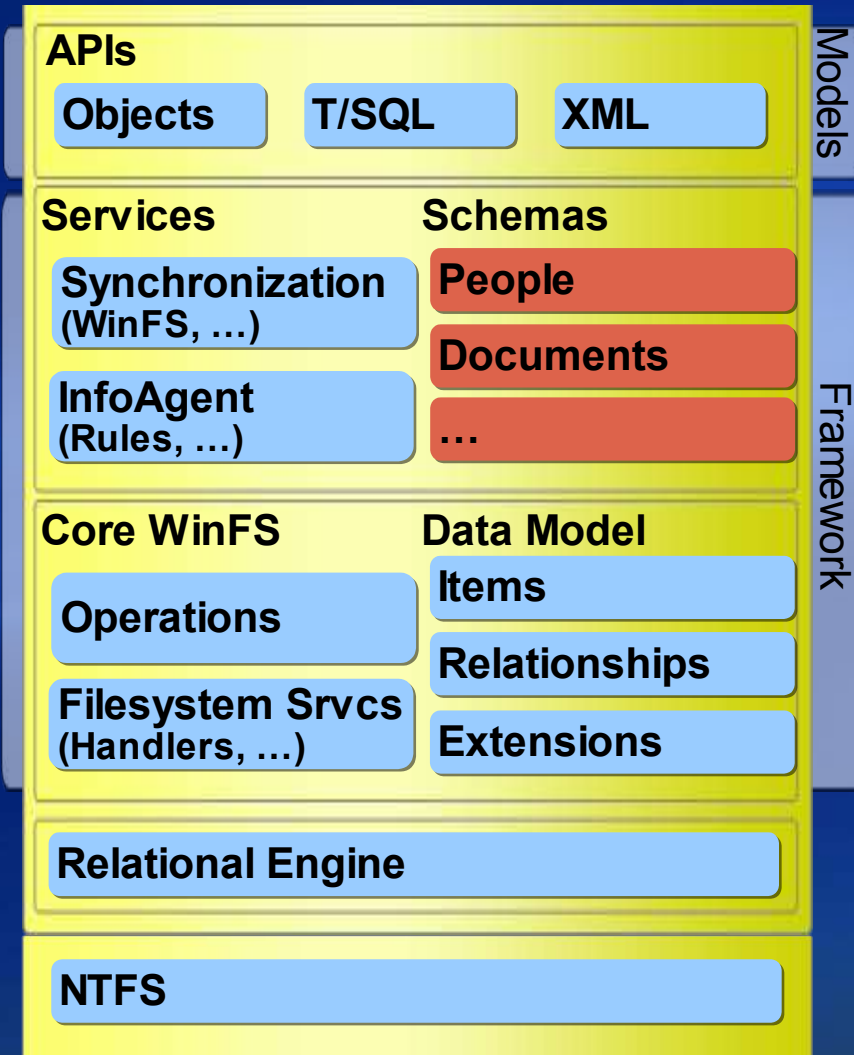 APIs
Objects
T/SQL
XML
Models
Services
Synchronization
(WinFS, …)
InfoAgent
(Rules, …)
Schemas
People
Documents
…
Framework
Core WinFS
Operations
Filesystem Srvcs
(Handlers, …)
Data Model
Items
Relationships
Extensions
Relational Engine
NTFS